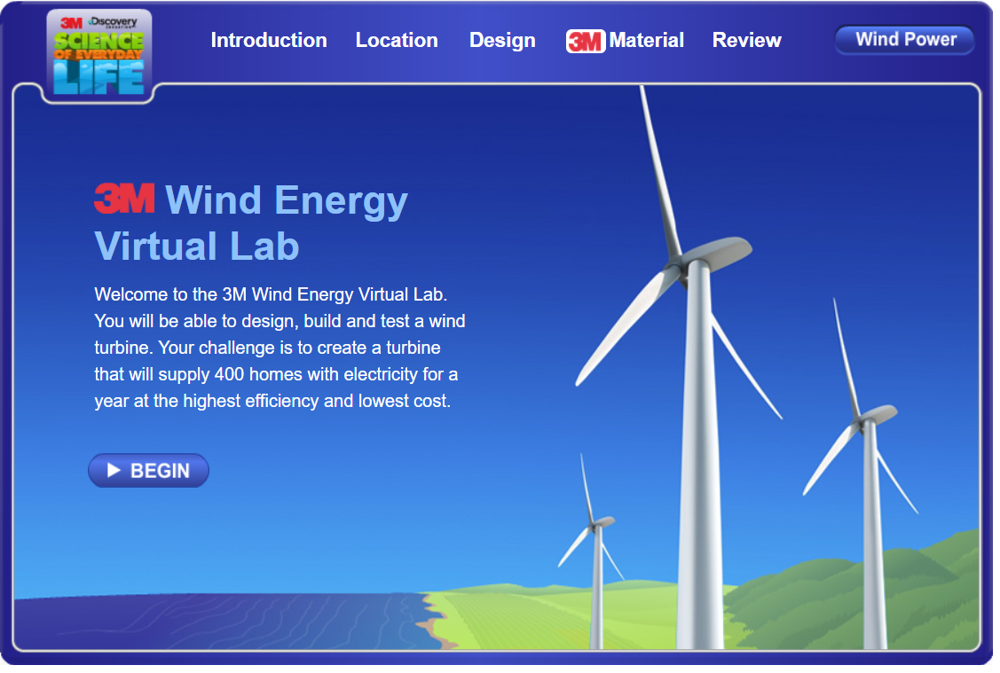 3M Discovery
EDUCATION
SCIENCE
OF EVERYDAY
LIFE
Introduction Location Design 3M Material Review Wind Power
3M Wind Energy
Virtual Lab
Welcome to the 3M Wind Energy Virtual Lab.
You will be able to design, build and test a wind
turbine. Your challenge is to create a turbine
that will supply 400 homes with electricity for a
year at the highest efficiency and lowest cost.
BEGIN